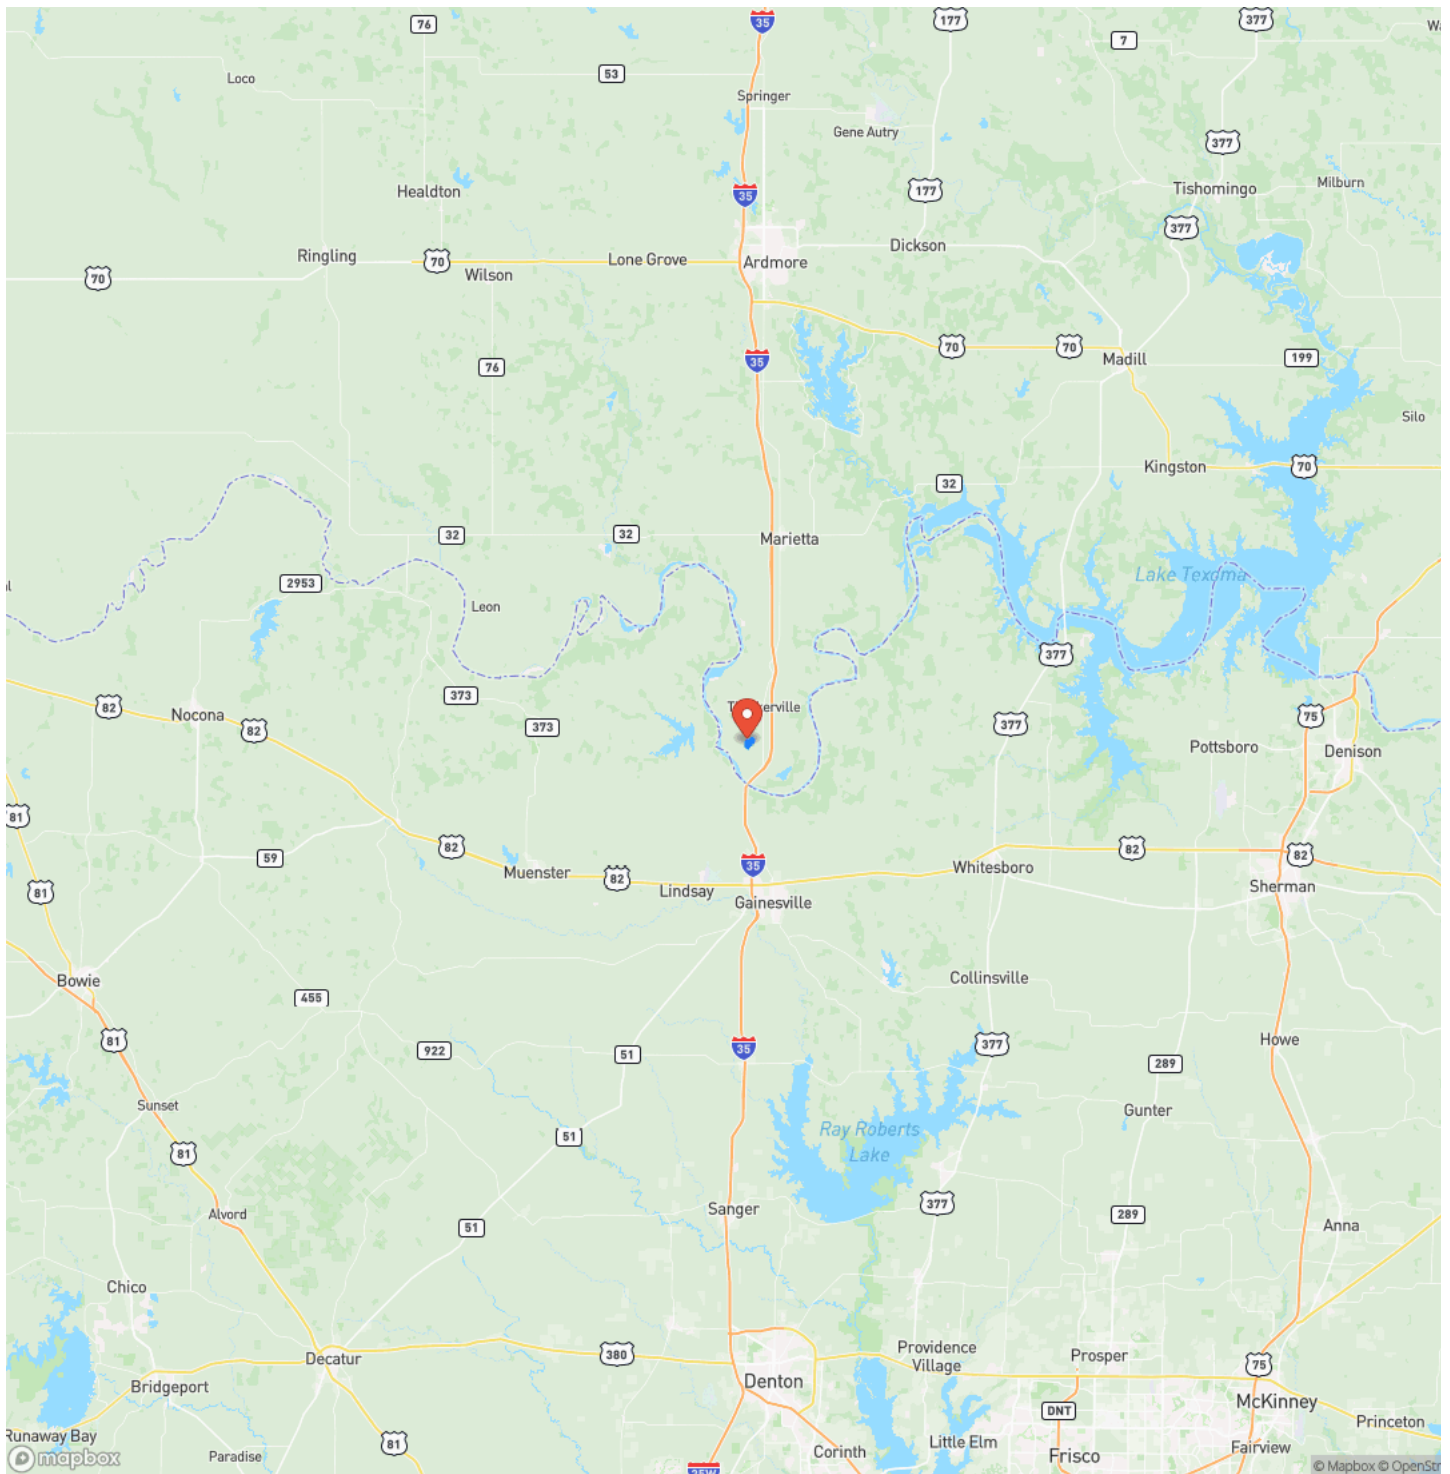 76
35
177
377
7
Loco
53
Springer
Gene Autry
377
Healdton
35
177
Tishomingo
Milburn
377
Ringling
70
Wilson
Lone Grove
Ardmore
Dickson
70
76
35
70
70
Madill
199
Silo
Kingston
70
32
32
32
Marietta
2953
Leon
Lake Texoma
377
373
Nocona
82
82
373
377
75
Pottsboro
Denison
81
59
82
Muenster
82
Lindsay
35
Gainesville
Whitesboro
82
82
Sherman
81
Bowie
455
Collinsville
81
922
51
35
377
289
Howe
Sunset
Gunter
81
51
Ray Roberts
Lake
Alvord
51
Sanger
377
289
Anna
Chico
Decatur
380
Providence
Village
Prosper
75
Bridgeport
Denton
DNT
McKinney
Runaway Bay
Paradise
81
Corinth
Little Elm
Frisco
Fairview
Princeton
mapbox
35W
© Mapbox © OpenStr